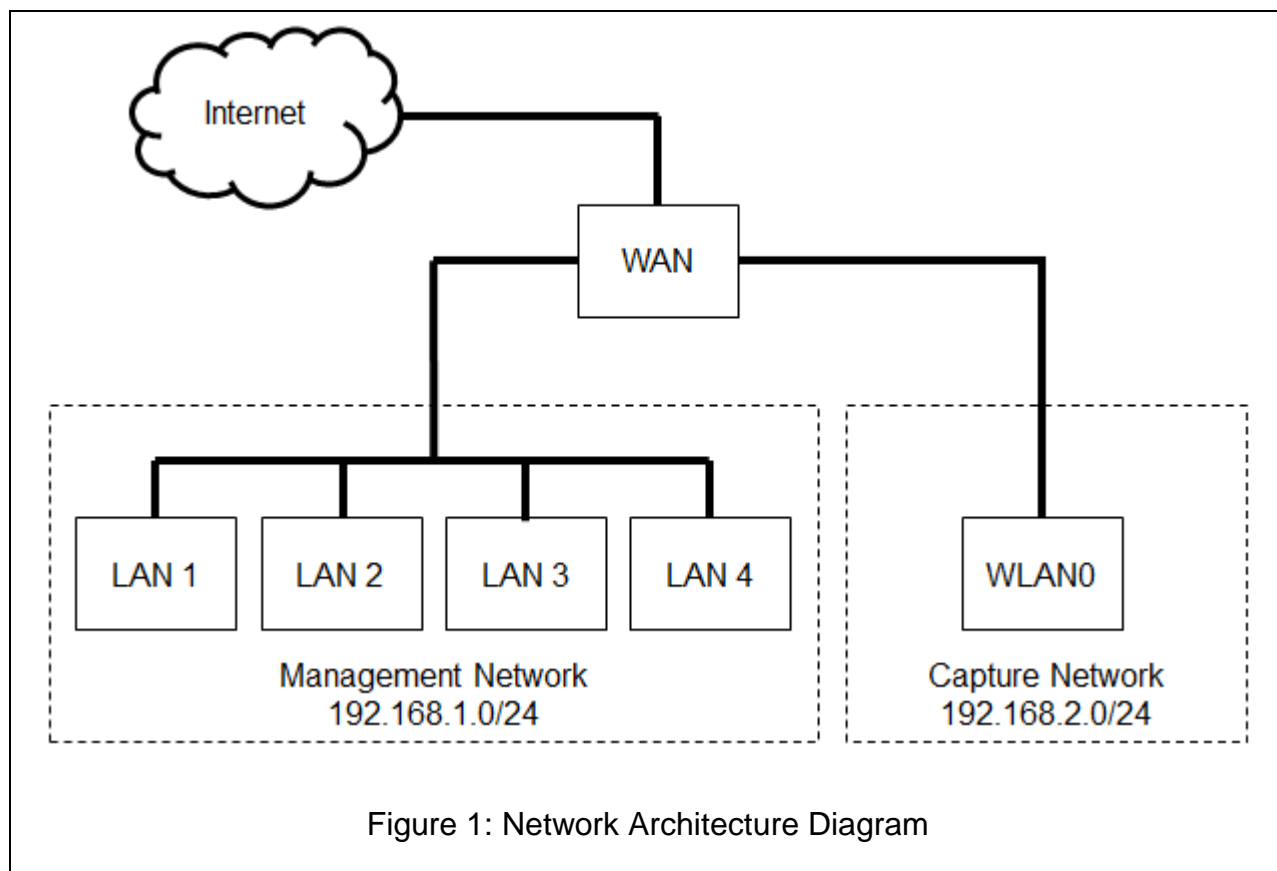 Internet
WAN
LAN 1
LAN 2
LAN 3
LAN 4
WLAN0
Management Network
192.168.1.0/24
Capture Network
192.168.2.0/24
Figure 1: Network Architecture Diagram